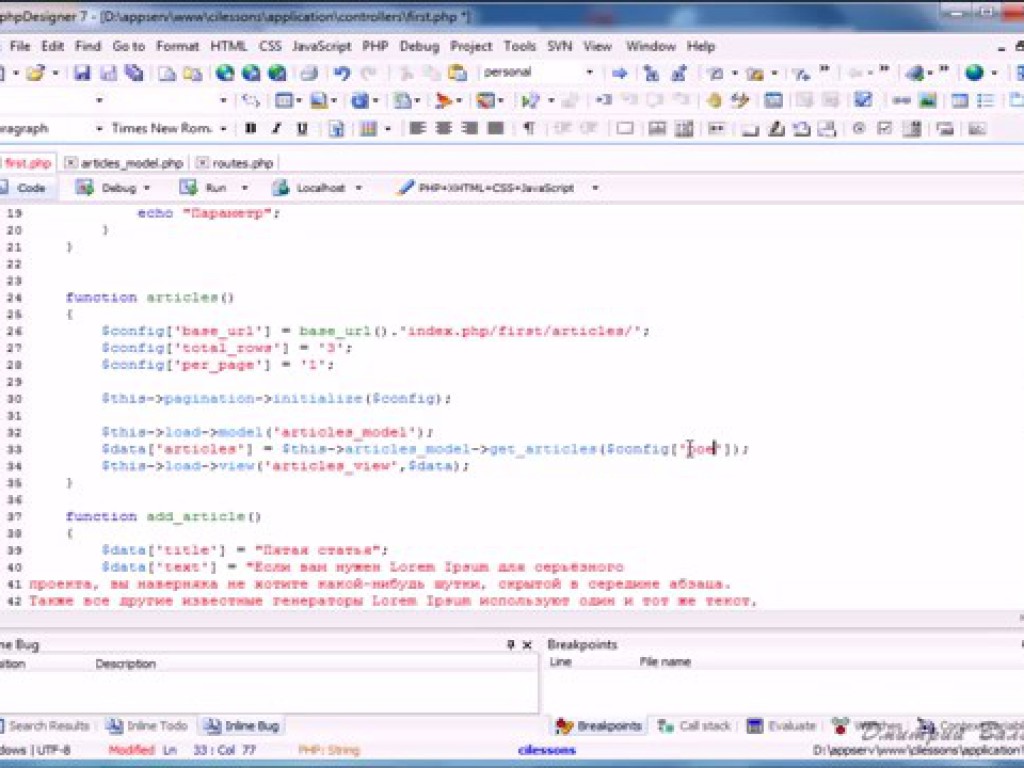 phpDesigner 7 - [D:\appserv\www\cilessons\application\controllers\first.php *]
File Edit Find Go to Format HTML CSS JavaScript PHP Debug Project Tools SVN View Window Help
personal
aragraph Times New Rom. B I U
first.php articles_model.php routes.php
Code Debug Run Localhost PHP+XHTML+CSS+JavaScript
19 echo "Параметр";
20 }
21 }
22
23
24 function articles()
25 {
26 $config['base_url'] = base_url().'index.php/first/articles/';
27 $config['total_rows'] = '3';
28 $config['per_page'] = '1';
29
30 $this->pagination->initialize($config);
31
32 $this->load->model('articles_model');
33 $data['articles'] = $this->articles_model->get_articles($config['poe']);
34 $this->load->view('articles_view',$data);
35 }
36
37 function add_article()
38 {
39 $data['title'] = "Пятая статья";
40 $data['text'] = "Если вам нужен Lorem Ipsum для серьёзного
41 проекта, вы наверняка не хотите какой-нибудь шутки, скрытой в середине абзаца.
42 Также все другие известные генераторы Lorem Ipsum используют один и тот же текст,
ne Bug Breakpoints
Description Line File name
Search Results Inline Todo Inline Bug Breakpoints Call stack Evaluate Watches
dows | UTF-8 Modified Ln 33 : Col 77 PHP: String cilessons D:\appserv\www\cilessons\application\
Дмитрий